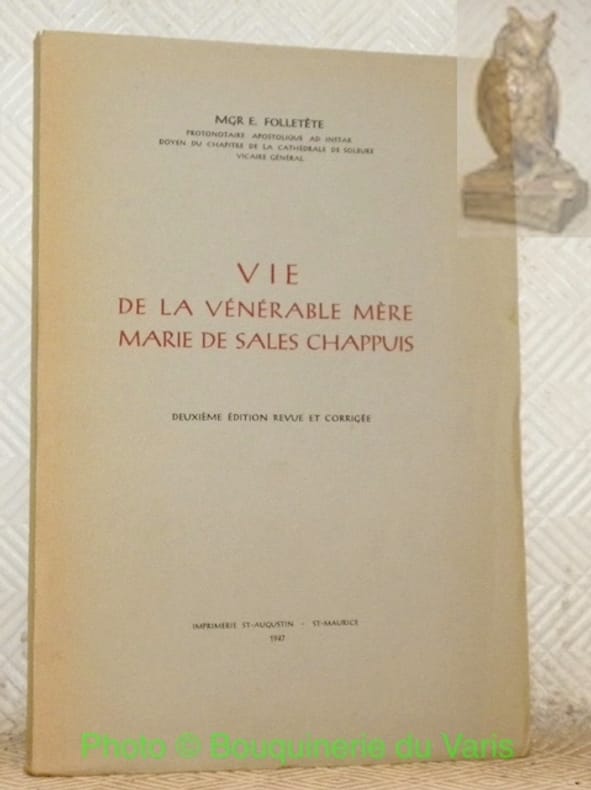 MGR E. FOLLETÊTE
PROTONOTAIRE APOSTOLIQUE AD INSTAR
DOYEN DU CHAPITRE DE LA CATHÉDRALE DE SOLEURE
VICAIRE GÉNÉRAL
VIE
DE LA VÉNÉRABLE MÈRE
MARIE DE SALES CHAPPUIS
DEUXIÈME ÉDITION REVUE ET CORRIGÉE
IMPRIMERIE ST-AUGUSTIN - ST-MAURICE
1947
Photo © Bouquinerie du Varis